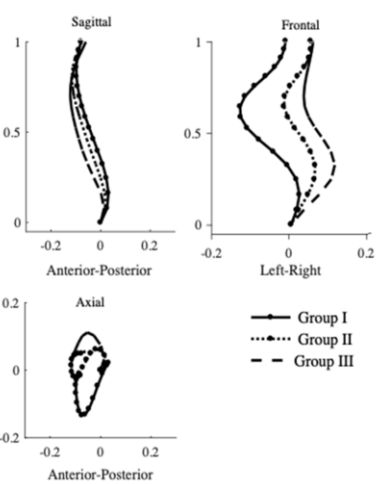 Sagittal
1
0.5
0
-0.2 0 0.2
Anterior-Posterior
Frontal
1
0.5
0
-0.2 0 0.2
Left-Right
Axial
0.2
0
-0.2
-0.2 0 0.2
Anterior-Posterior
Group I
Group II
Group III